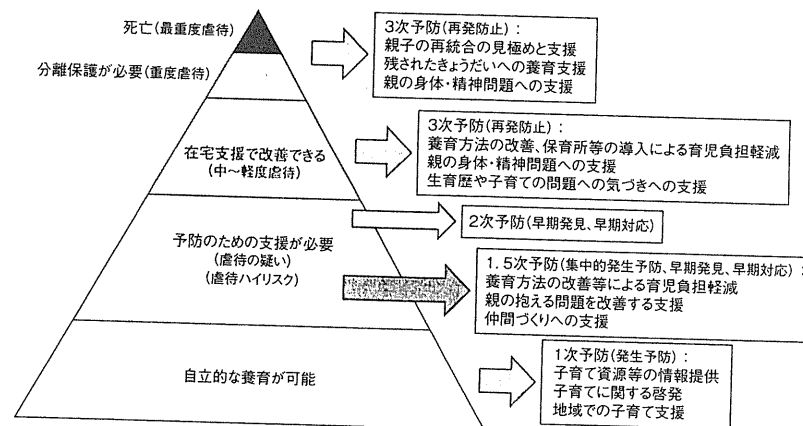 死亡(最重度虐待)
分離保護が必要(重度虐待)
3次予防(再発防止):
親子の再統合の見極めと支援
残されたきょうだいへの養育支援
親の身体・精神問題への支援
在宅支援で改善できる
(中～軽度虐待)
3次予防(再発防止):
養育方法の改善、保育所等の導入による育児負担軽減
親の身体・精神問題への支援
生育歴や子育ての問題への気づきへの支援
2次予防(早期発見、早期対応)
予防のための支援が必要
(虐待の疑い)
(虐待ハイリスク)
1.5次予防(集中的発生予防、早期発見、早期対応):
養育方法の改善等による育児負担軽減
親の抱える問題を改善する支援
仲間づくりへの支援
自立的な養育が可能
1次予防(発生予防):
子育て資源等の情報提供
子育てに関する啓発
地域での子育て支援